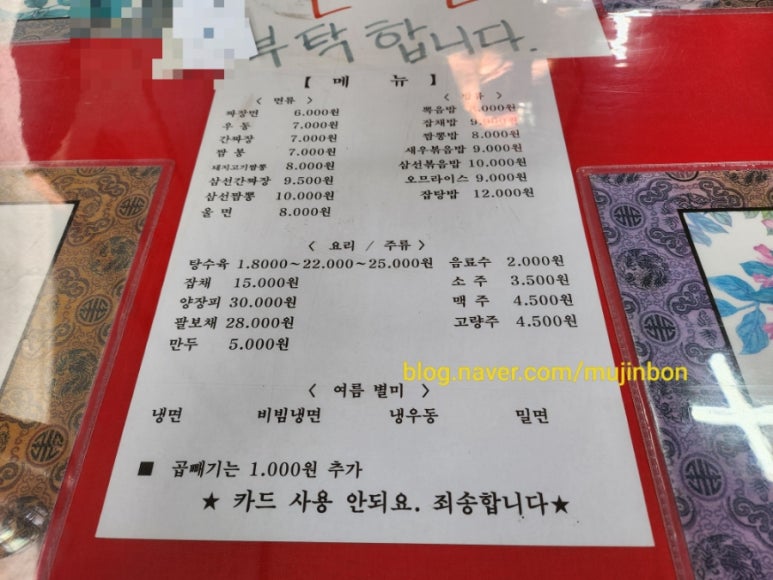 부탁합니다.
【 메 뉴 】
< 면류 >
짜장면 6.000원
우 동 7.000원
간짜장 7.000원
짬 뽕 7.000원
돼지고기짬뽕 8.000원
삼선간짜장 9.500원
삼선짬뽕 10.000원
울 면 8.000원
볶음밥
잡채밥 9.000원
짬뽕밥 8.000원
새우볶음밥 9.000원
삼선볶음밥 10.000원
오므라이스 9.000원
잡탕밥 12.000원
< 요리 / 주류 >
탕수육 1.8000~22.000~25.000원
잡채 15.000원
양장피 30.000원
팔보채 28.000원
만두 5.000원
음료수 2.000원
소 주 3.500원
맥 주 4.500원
고량주 4.500원
blog.naver.com/mujinbon
< 여름 별미 >
냉면 비빔냉면 냉우동 밀면
■ 곱빼기는 1.000원 추가
★ 카드 사용 안되요. 죄송합니다★